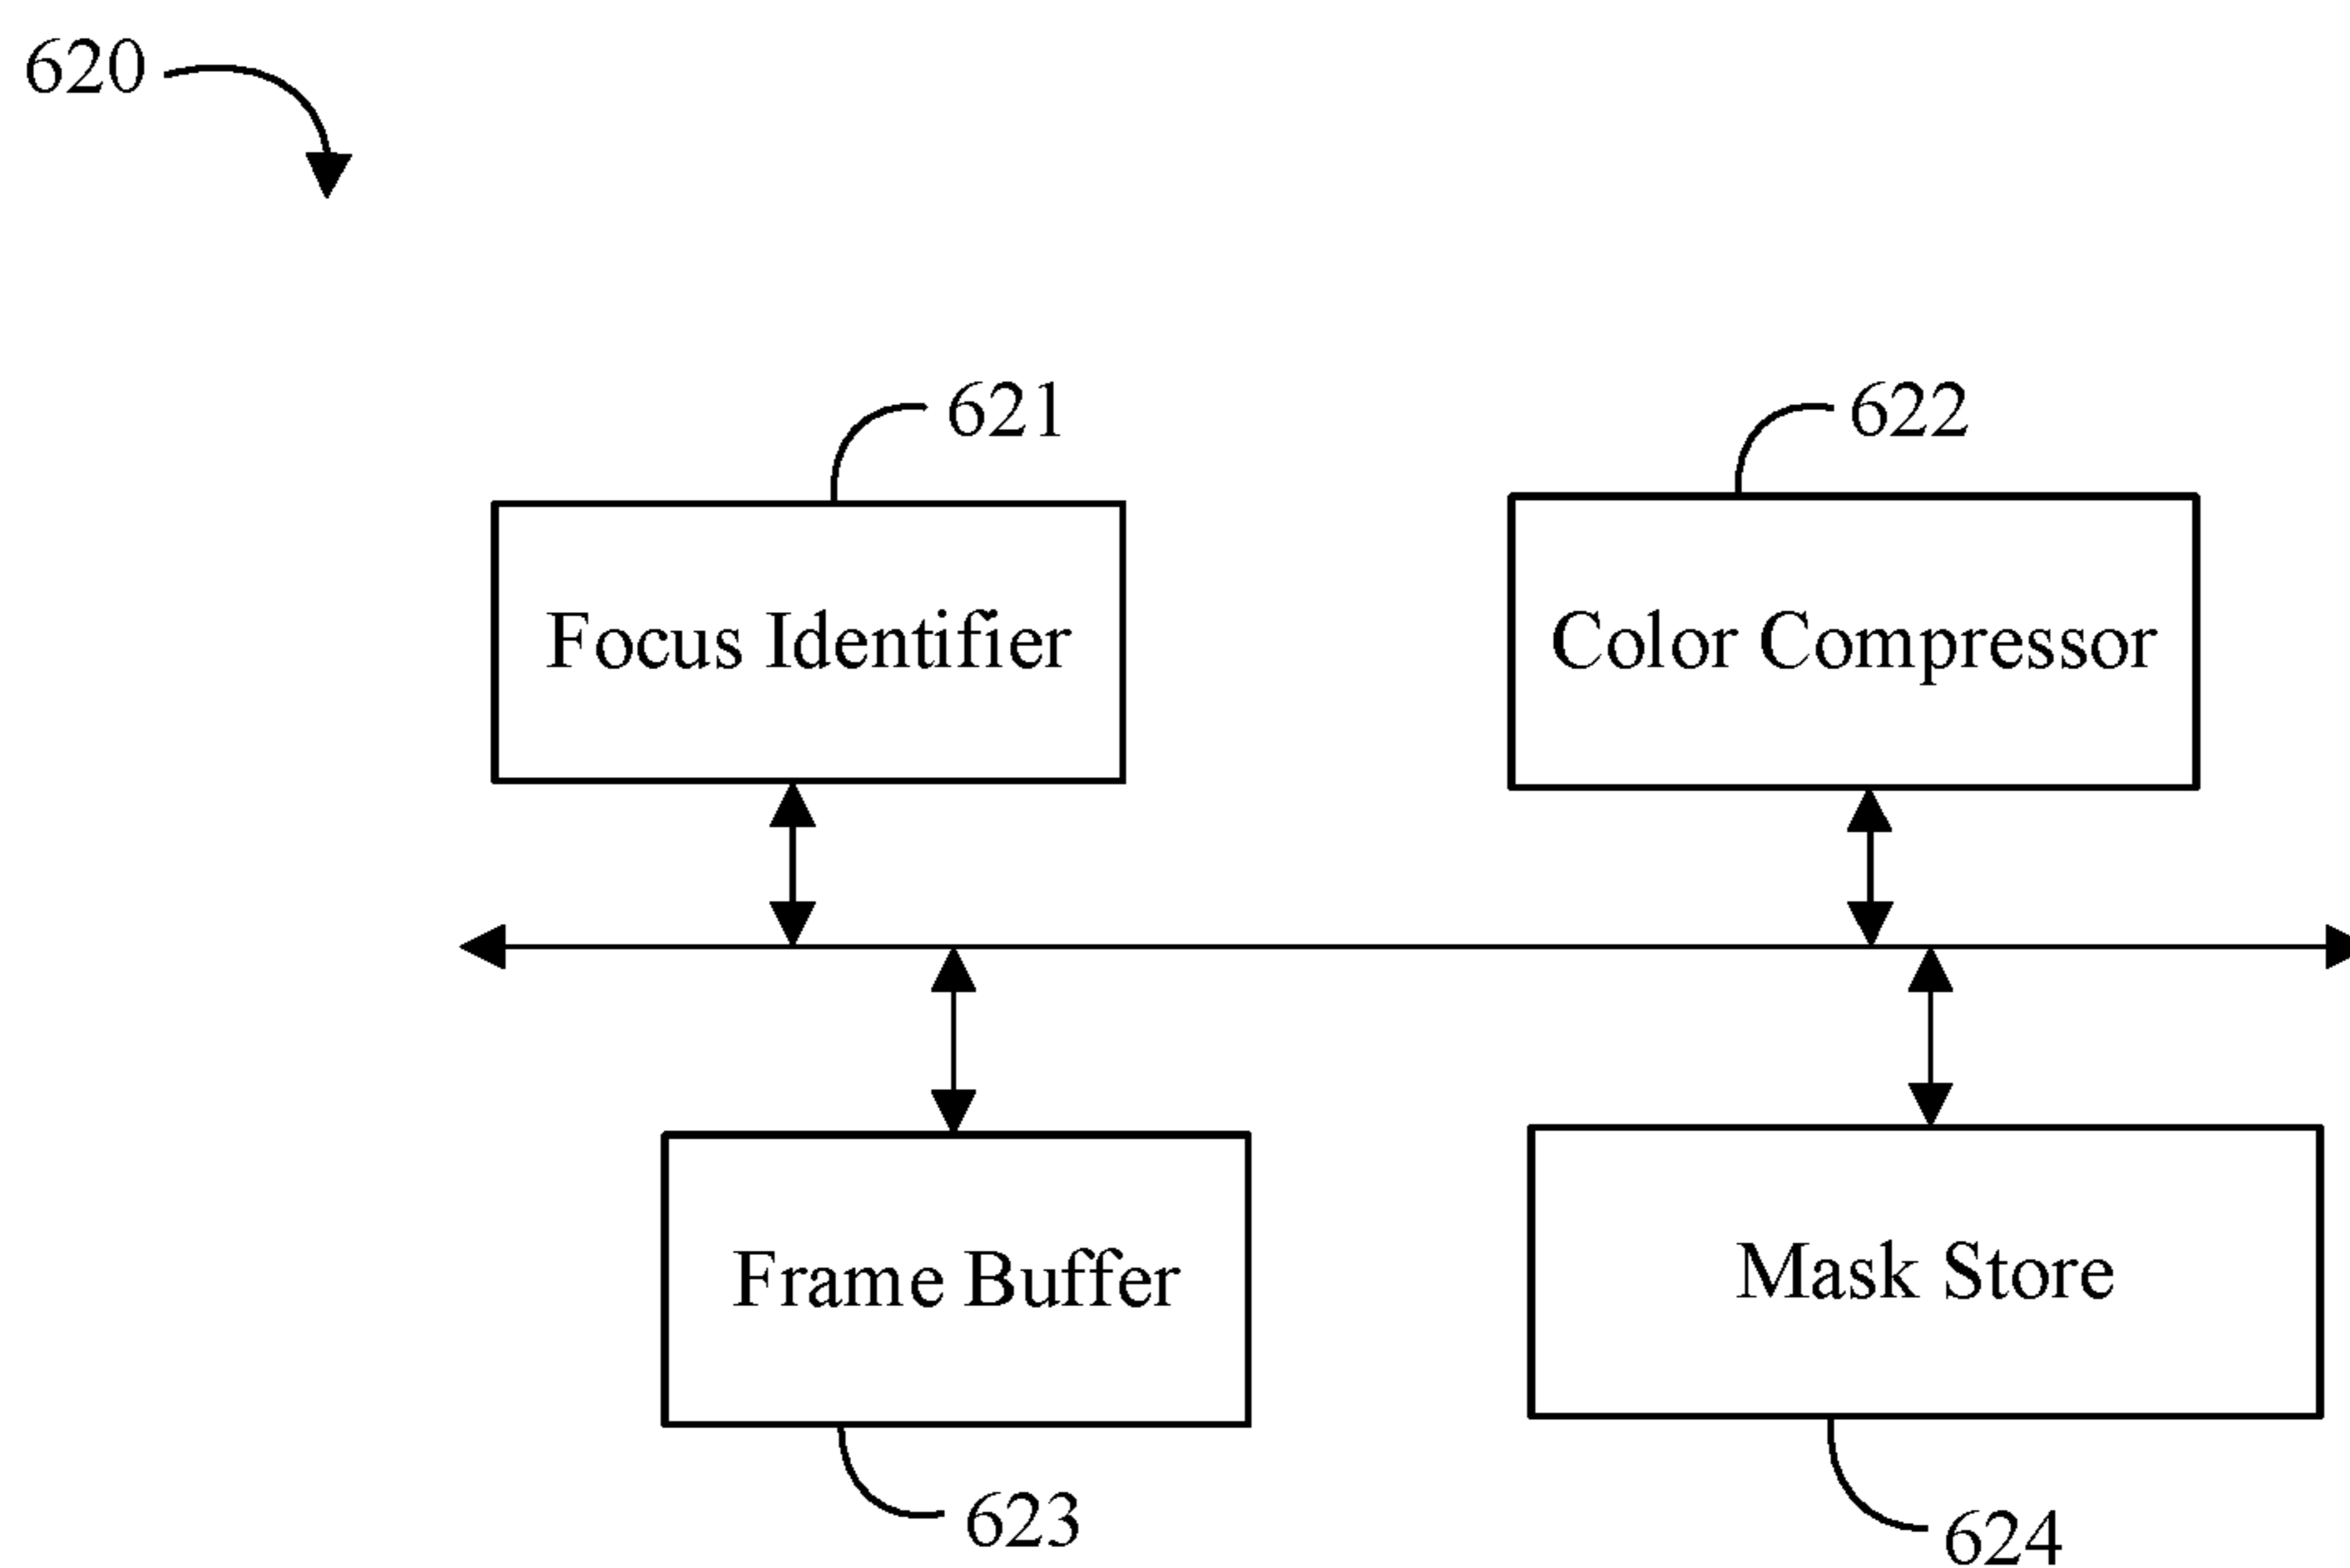 620
621
622
Focus Identifier
Color Compressor
Frame Buffer
Mask Store
623
624